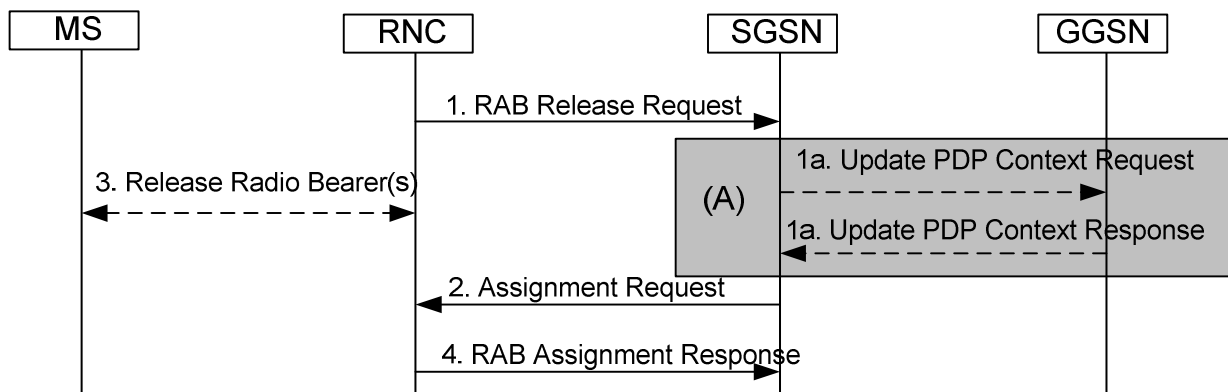 MS
RNC
SGSN
GGSN
1. RAB Release Request
1a. Update PDP Context Request
3. Release Radio Bearer(s)
(A)
1a. Update PDP Context Response
2. Assignment Request
4. RAB Assignment Response